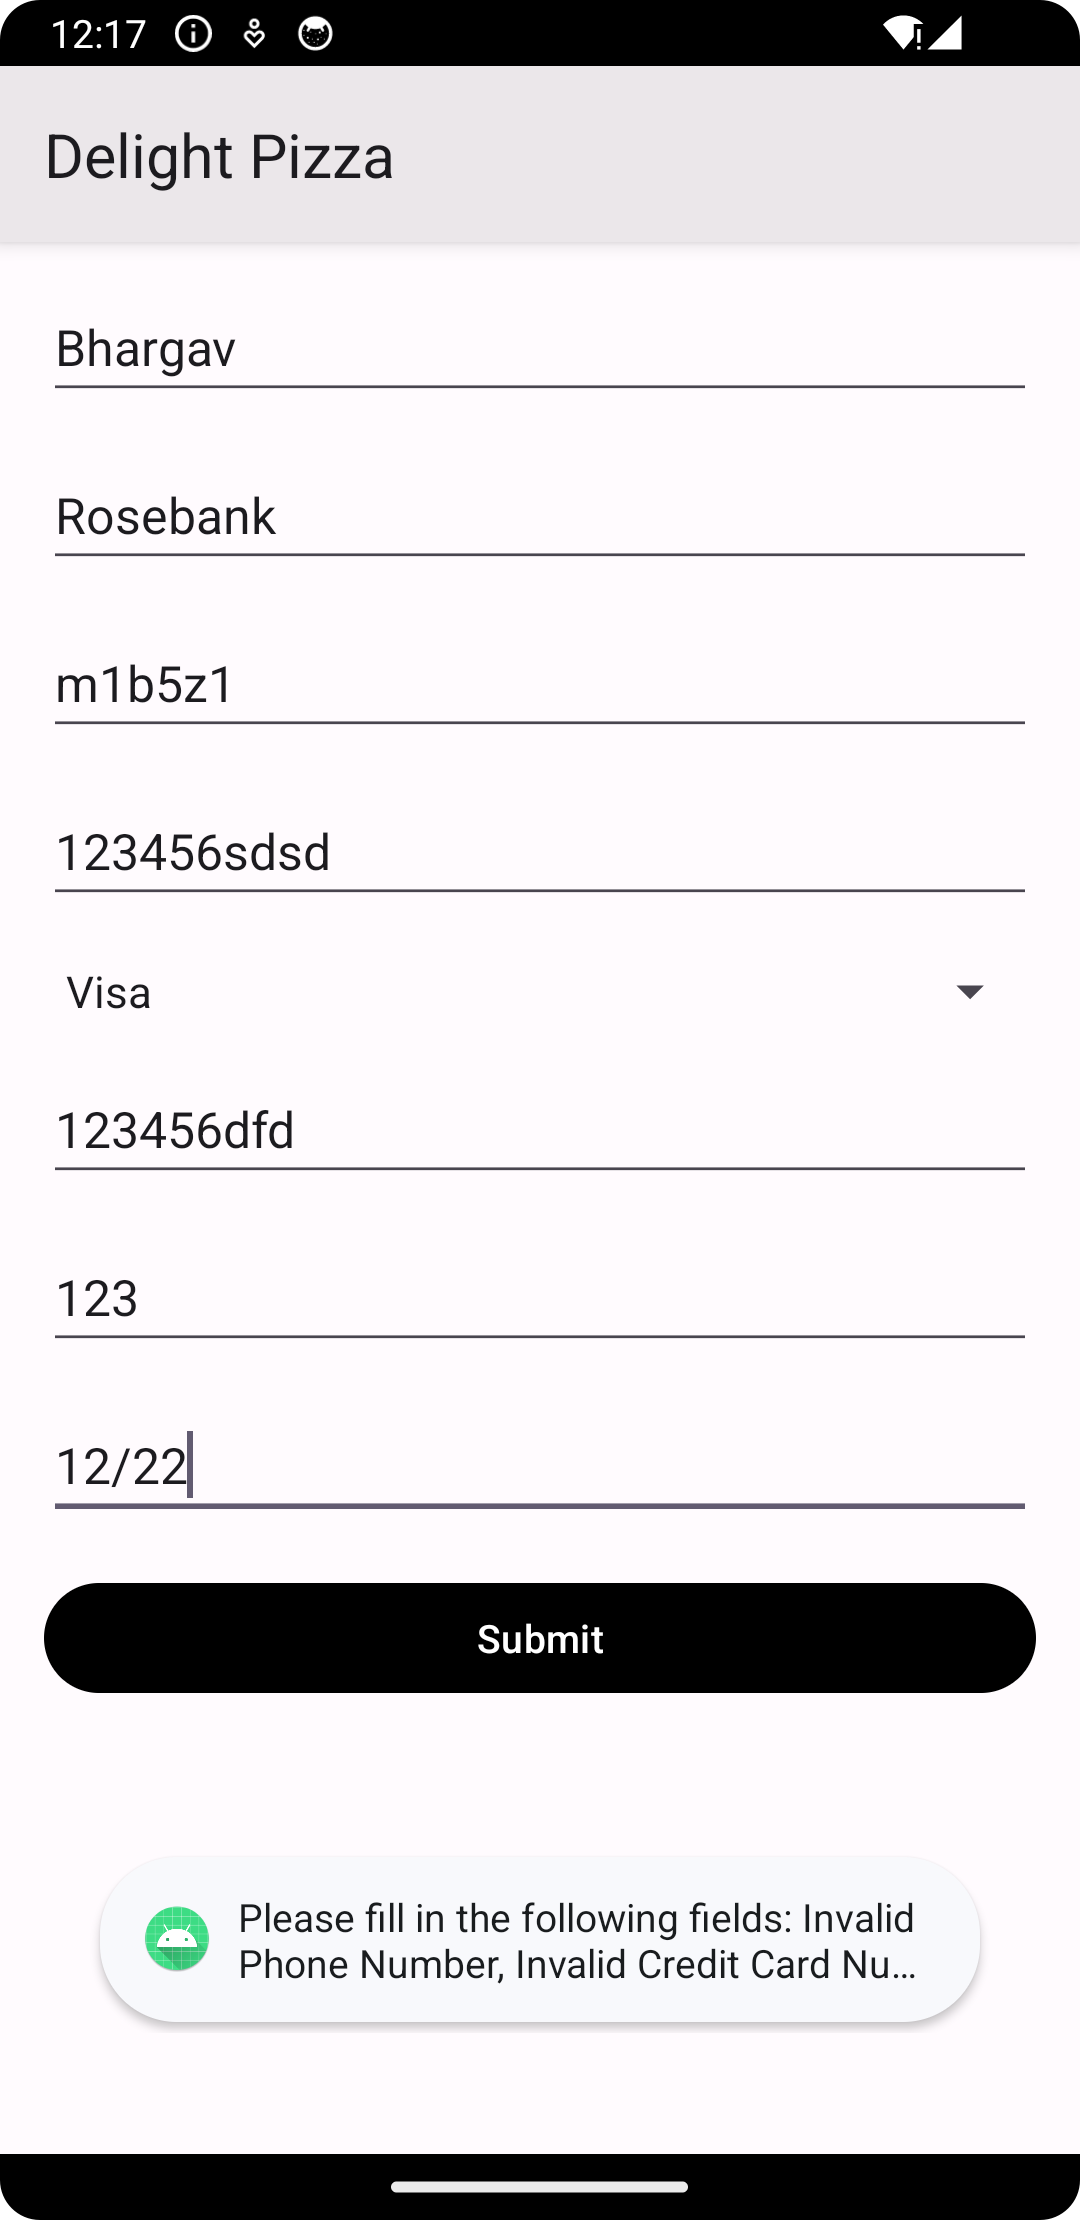 12:17
Delight Pizza
Bhargav
Rosebank
m1b5z1
123456sdsd
Visa
123456dfd
123
12/22
Submit
Please fill in the following fields: Invalid
Phone Number, Invalid Credit Card Nu…